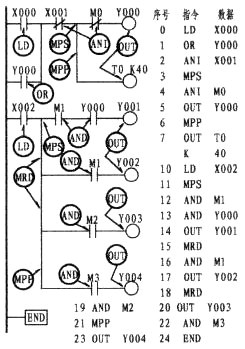 X000 X001 M0 Y000
LD MPS ANI OUT
Y000 MPP T0 K40
OR
X002 M1 Y000 Y001
LD MPS AND AND OUT
MRD AND M1 Y002
OUT
AND M2 Y003
OUT
MPP AND M3 Y004
END
序号 指令 数据
0 LD X000
1 OR Y000
2 ANI X001
3 MPS
4 ANI M0
5 OUT Y000
6 MPP
7 OUT T0
K 40
10 LD X002
11 MPS
12 AND M1
13 AND Y000
14 OUT Y001
15 MRD
16 AND M1
17 OUT Y002
18 MRD
19 AND M2 20 OUT Y003
21 MPP 22 AND M3
23 OUT Y004 24 END